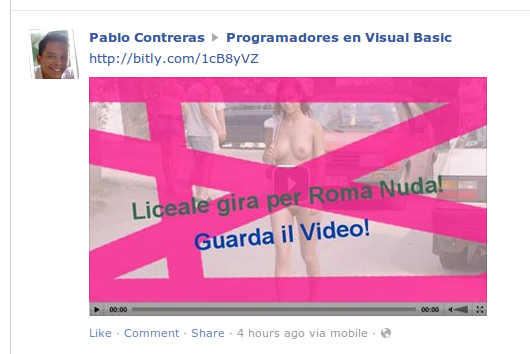 Pablo Contreras ▶ Programadores en Visual Basic
http://bitly.com/1cB8yVZ
Liceale gira per Roma Nuda!
Guarda il Video!
00:00 00:00
Like · Comment · Share · 4 hours ago via mobile ·